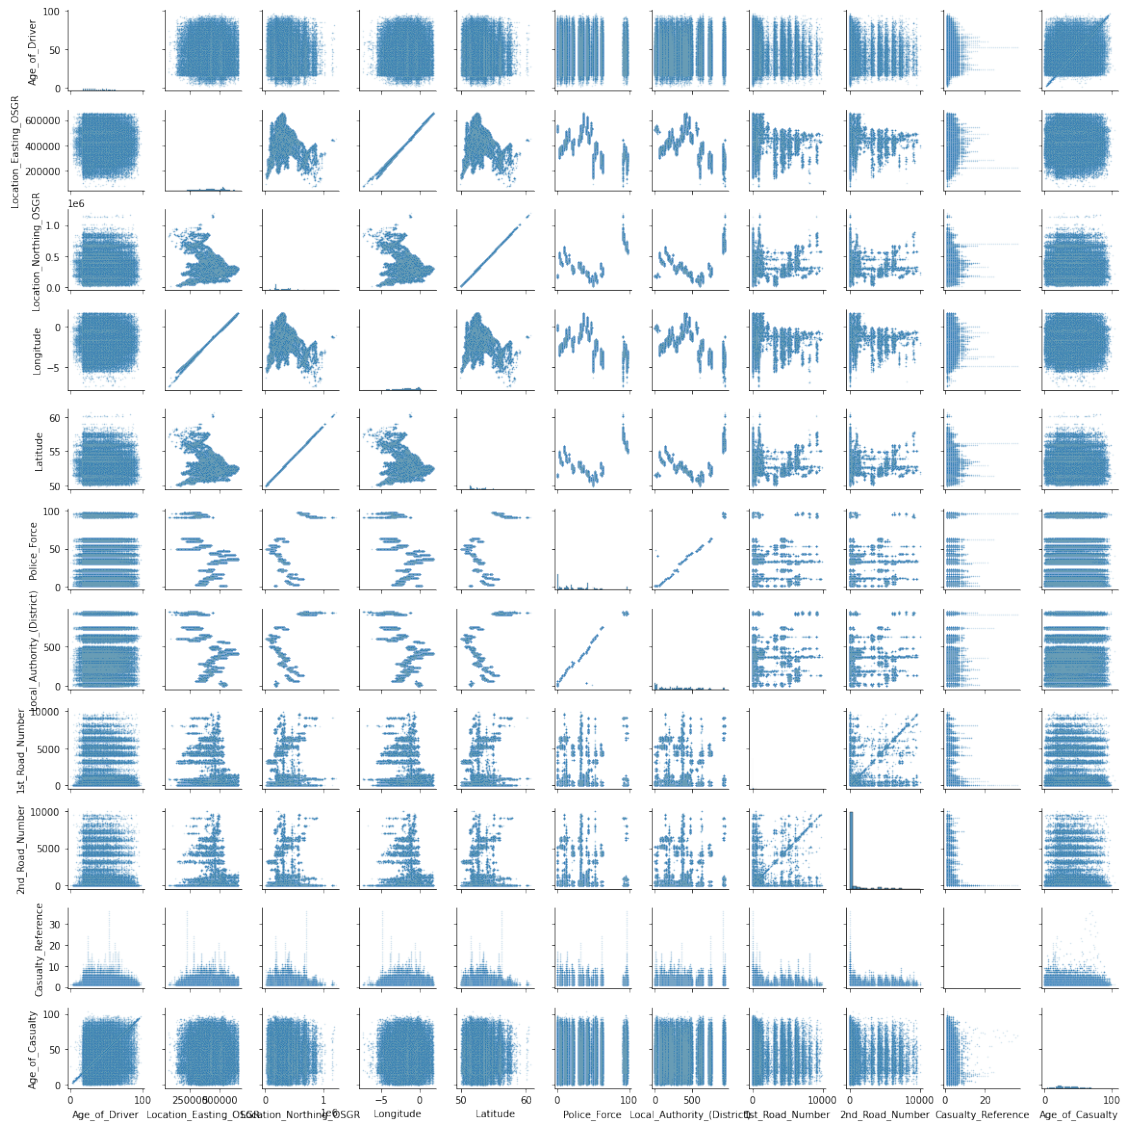 100
50
0
Age_of_Driver
600000
400000
200000
Location_Easting_OSGR
1e6
1.0
0.5
0.0
Location_Northing_OSGR
0
−5
Longitude
60
55
50
Latitude
100
50
0
Police_Force
500
0
Local_Authority_(District)
10000
5000
0
1st_Road_Number
10000
5000
0
2nd_Road_Number
30
20
10
0
Casualty_Reference
100
50
0
Age_of_Casualty
0 100 250000 500000 0 1 −5 0 50 60 0 100 0 500 0 10000 0 10000 0 20 0 100
1e6
Age_of_Driver Location_Easting_OSGR Location_Northing_OSGR Longitude Latitude Police_Force Local_Authority_(District) 1st_Road_Number 2nd_Road_Number Casualty_Reference Age_of_Casualty